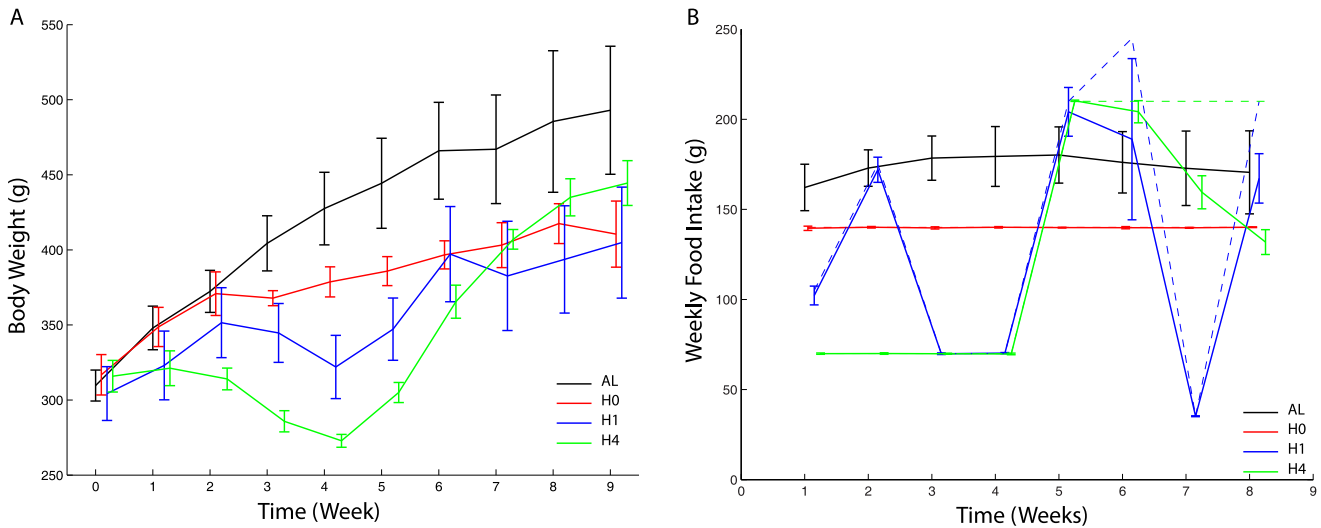 A
Body Weight (g)
550
500
450
400
350
300
250
0 1 2 3 4 5 6 7 8 9
Time (Week)
AL
H0
H1
H4
B
Weekly Food Intake (g)
250
200
150
100
50
0
0 1 2 3 4 5 6 7 8 9
Time (Weeks)
AL
H0
H1
H4